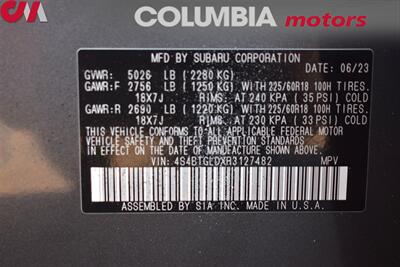 CMI
COLUMBIA motors
MFD. BY SUBARU CORPORATION DATE: 06/23
GVWR: 5026 LB (2280 KG)
GAWR:F 2756 LB (1250 KG) WITH 225/60R18 100H TIRES.
18X7J RIMS. AT 240 KPA (35 PSI) COLD
GAWR:R 2690 LB (1220 KG) WITH 225/60R18 100H TIRES.
18X7J RIMS. AT 230 KPA (33 PSI) COLD
THIS VEHICLE CONFORMS TO ALL APPLICABLE FEDERAL MOTOR
VEHICLE SAFETY, BUMPER, AND THEFT PREVENTION STANDARDS
IN EFFECT ON THE DATE OF MANUFACTURE SHOWN ABOVE.
VIN: 4S4BTGLDXR3127482 MPV
ASSEMBLED BY SIA INC. MADE IN U.S.A.